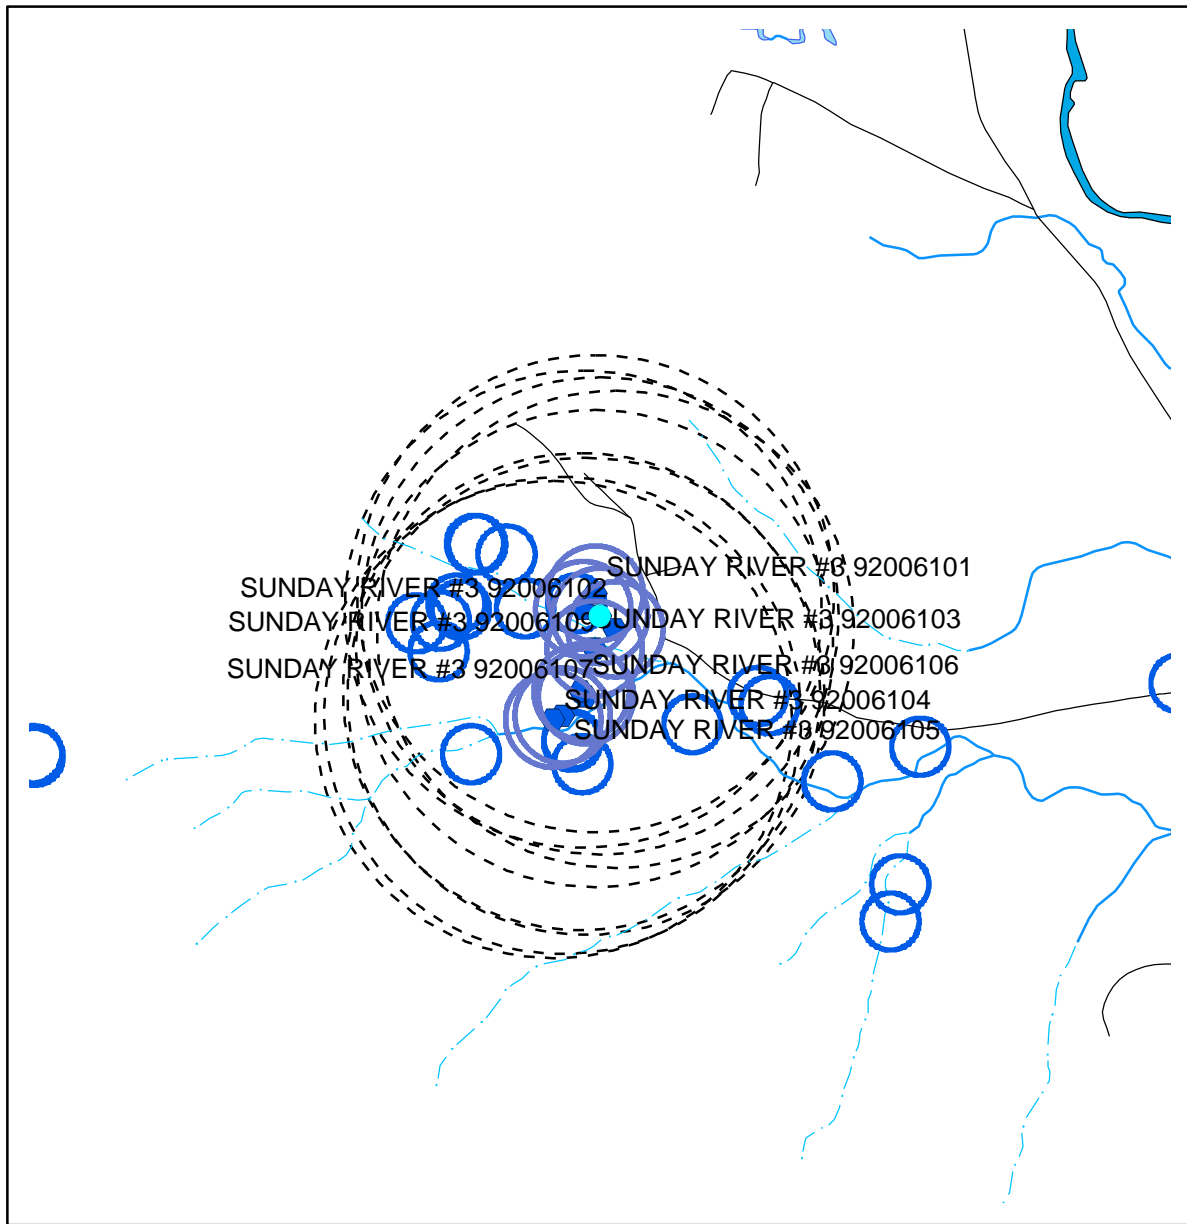 SUNDAY RIVER #3 92006101
SUNDAY RIVER #3 92006102
SUNDAY RIVER #3 92006103
SUNDAY RIVER #3 92006109
SUNDAY RIVER #3 92006106
SUNDAY RIVER #3 92006107
SUNDAY RIVER #3 92006104
SUNDAY RIVER #3 92006105